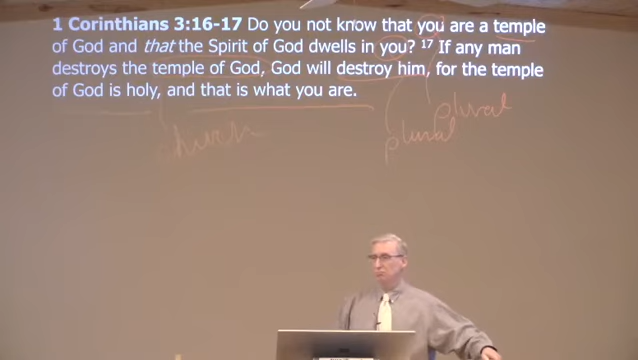 1 Corinthians 3:16-17 Do you not know that you are a temple
of God and that the Spirit of God dwells in you? 17 If any man
destroys the temple of God, God will destroy him, for the temple
of God is holy, and that is what you are.
plural
church
plural